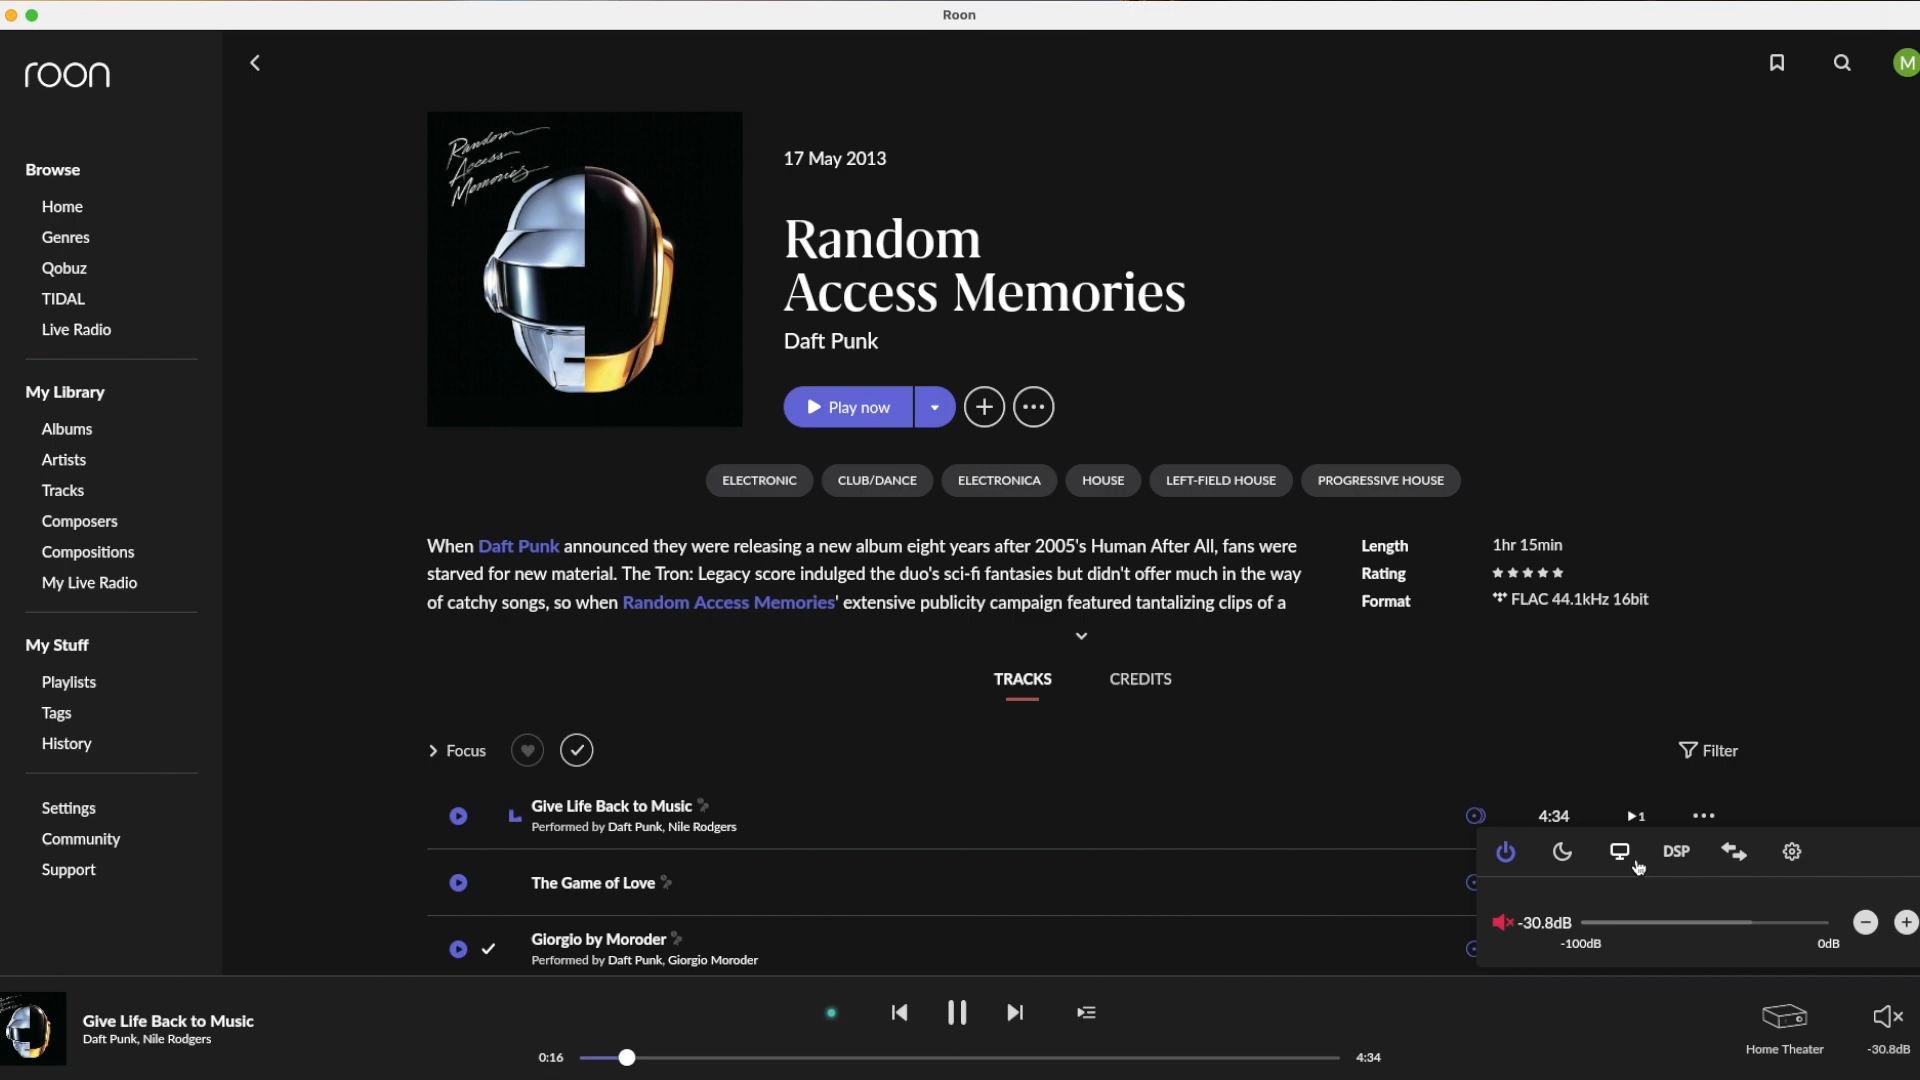 Roon
roon
M
Browse
Home
Genres
Qobuz
TIDAL
Live Radio
My Library
Albums
Artists
Tracks
Composers
Compositions
My Live Radio
My Stuff
Playlists
Tags
History
Settings
Community
Support
Random
Access
Memories
17 May 2013
Random
Access Memories
Daft Punk
Play now
ELECTRONIC
CLUB/DANCE
ELECTRONICA
HOUSE
LEFT-FIELD HOUSE
PROGRESSIVE HOUSE
When Daft Punk announced they were releasing a new album eight years after 2005's Human After All, fans were
starved for new material. The Tron: Legacy score indulged the duo's sci-fi fantasies but didn't offer much in the way
of catchy songs, so when Random Access Memories' extensive publicity campaign featured tantalizing clips of a
Length 1hr 15min
Rating
Format FLAC 44.1kHz 16bit
TRACKS CREDITS
Focus
Filter
Give Life Back to Music
Performed by Daft Punk, Nile Rodgers
4:34
1
The Game of Love
Giorgio by Moroder
Performed by Daft Punk, Giorgio Moroder
DSP
-30.8dB
-100dB
0dB
Give Life Back to Music
Daft Punk, Nile Rodgers
0:16
4:34
Home Theater
-30.8dB